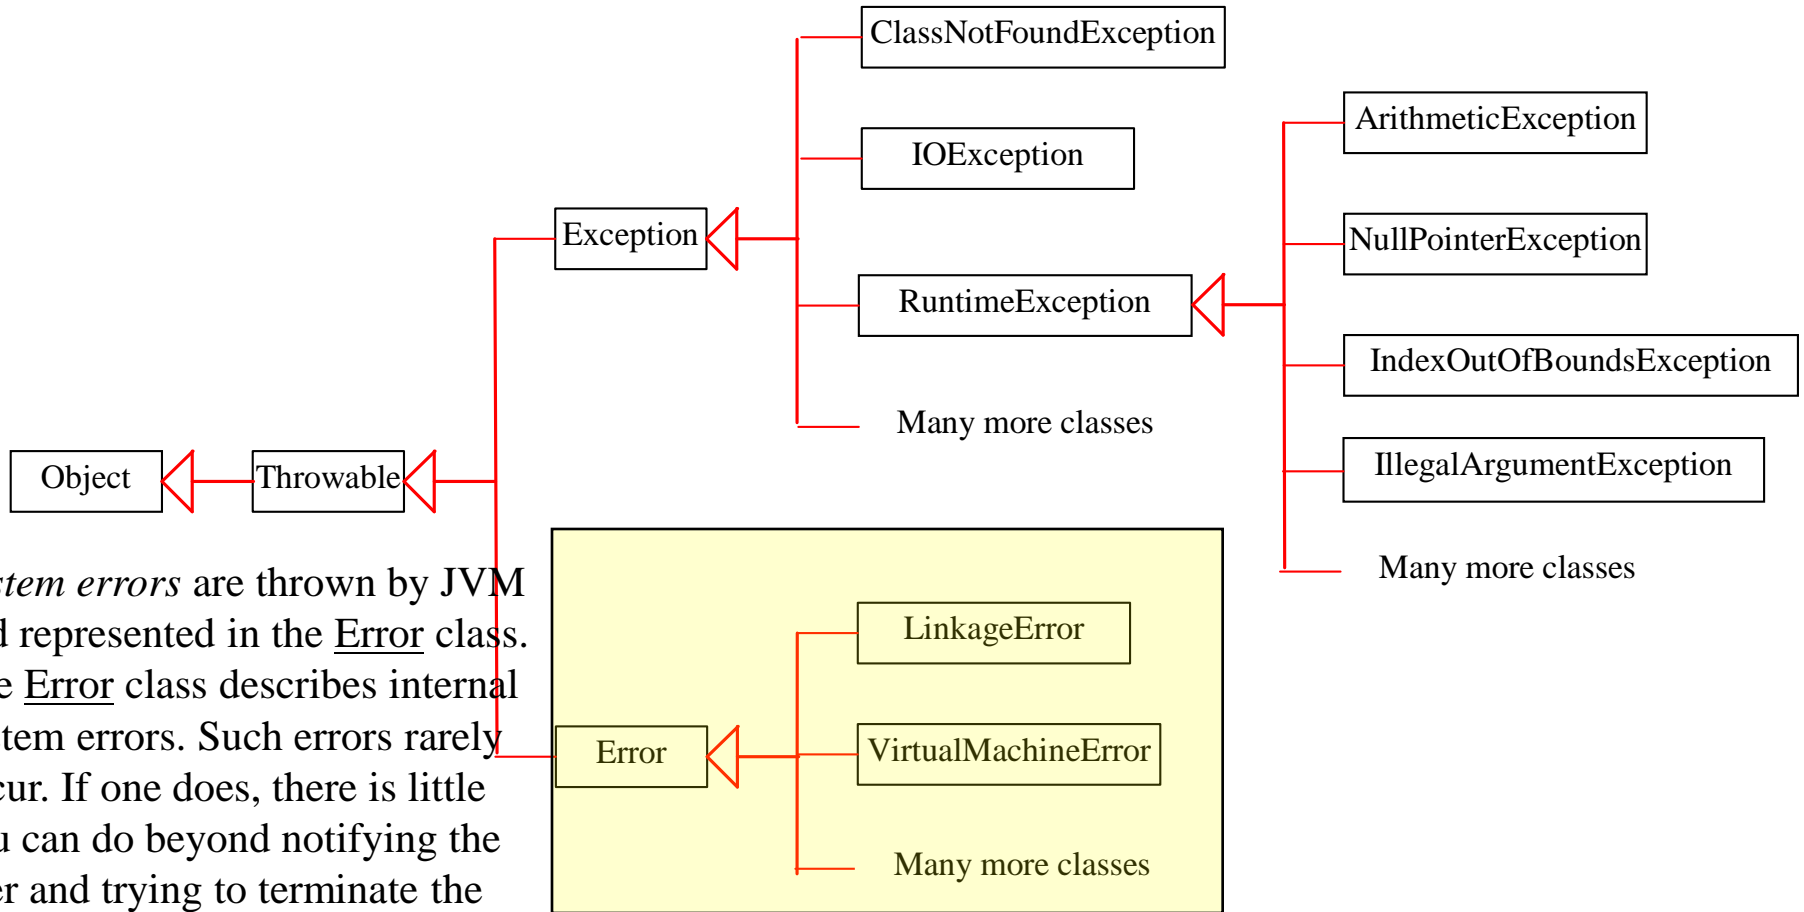 ClassNotFoundException
ArithmeticException
IOException
NullPointerException
Exception
RuntimeException
IndexOutOfBoundsException
Many more classes
IllegalArgumentException
Object
Throwable
Many more classes
errors are thrown by JVM
represented in the Error class.
Error class describes internal
errors. Such errors rarely
If one does, there is little
can do beyond notifying the
and trying to terminate the
LinkageError
Error
VirtualMachineError
Many more classes